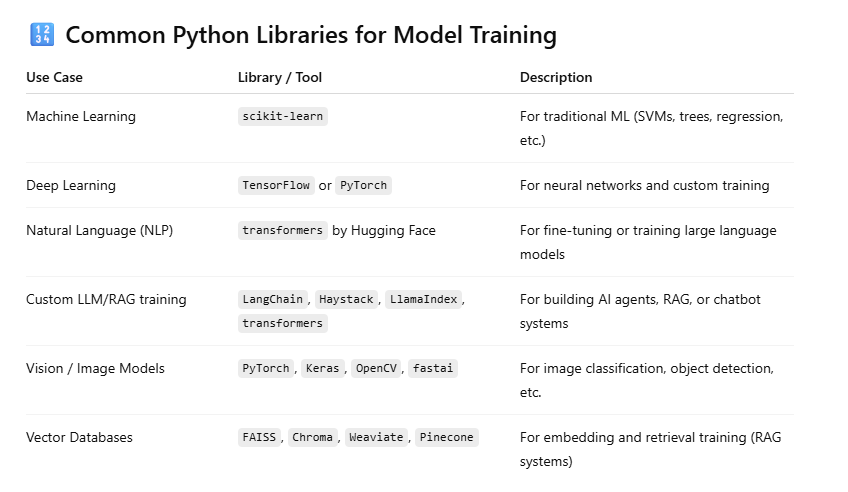 🔢 Common Python Libraries for Model Training
Use Case Library / Tool Description
Machine Learning scikit-learn For traditional ML (SVMs, trees, regression,
etc.)
Deep Learning TensorFlow or PyTorch For neural networks and custom training
Natural Language (NLP) transformers by Hugging Face For fine-tuning or training large language
models
Custom LLM/RAG training LangChain, Haystack, LlamaIndex, For building AI agents, RAG, or chatbot
transformers systems
Vision / Image Models PyTorch, Keras, OpenCV, fastai For image classification, object detection,
etc.
Vector Databases FAISS, Chroma, Weaviate, Pinecone For embedding and retrieval training (RAG
systems)